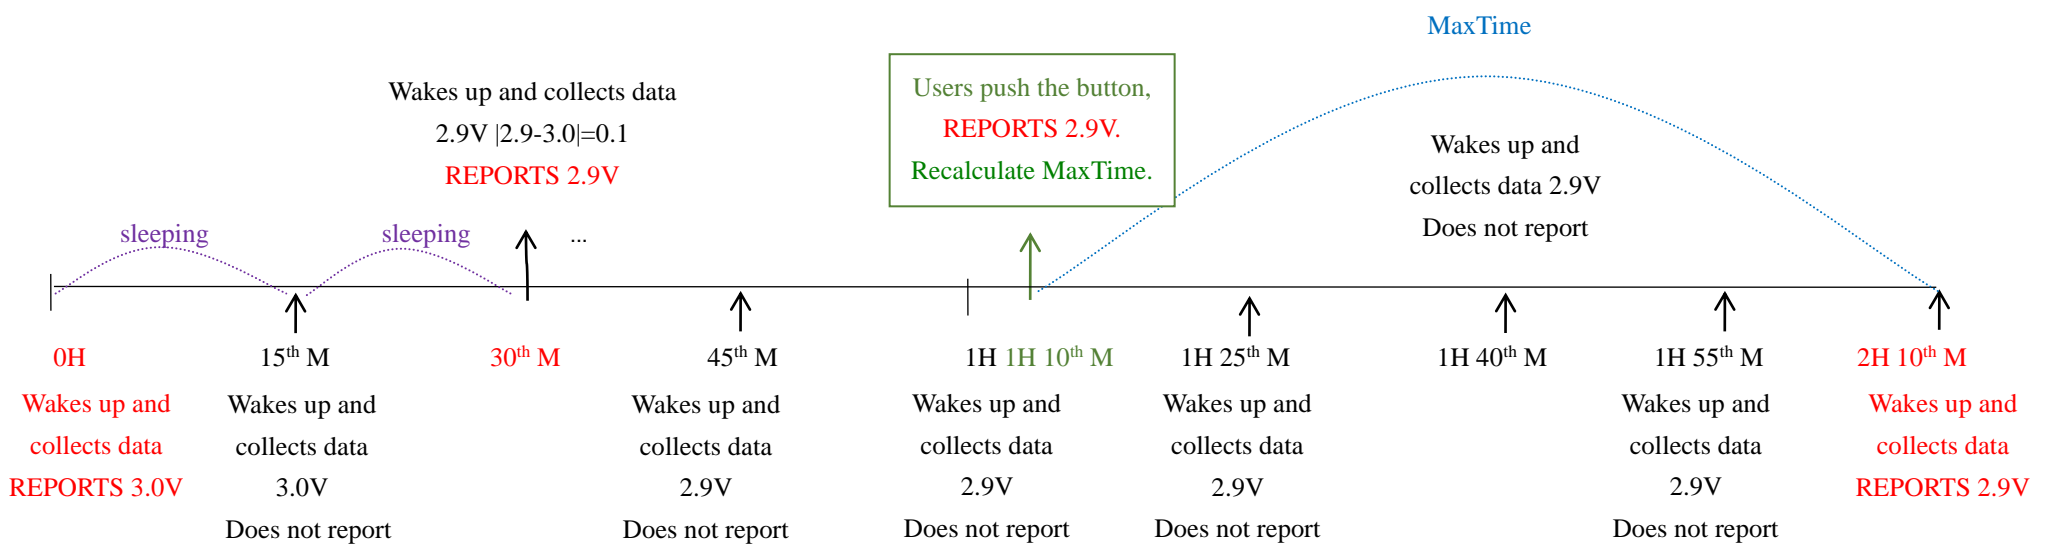 MaxTime
Wakes up and collects data
2.9V |2.9-3.0|=0.1
REPORTS 2.9V
Users push the button,
REPORTS 2.9V.
Recalculate MaxTime.
Wakes up and
collects data 2.9V
Does not report
sleeping
sleeping
...
0H
15th M
30th M
45th M
1H
1H 10th M
1H 25th M
1H 40th M
1H 55th M
2H 10th M
Wakes up and
collects data
REPORTS 3.0V
Wakes up and
collects data
3.0V
Does not report
Wakes up and
collects data
2.9V
Does not report
Wakes up and
collects data
2.9V
Does not report
Wakes up and
collects data
2.9V
Does not report
Wakes up and
collects data
2.9V
Does not report
Wakes up and
collects data
REPORTS 2.9V